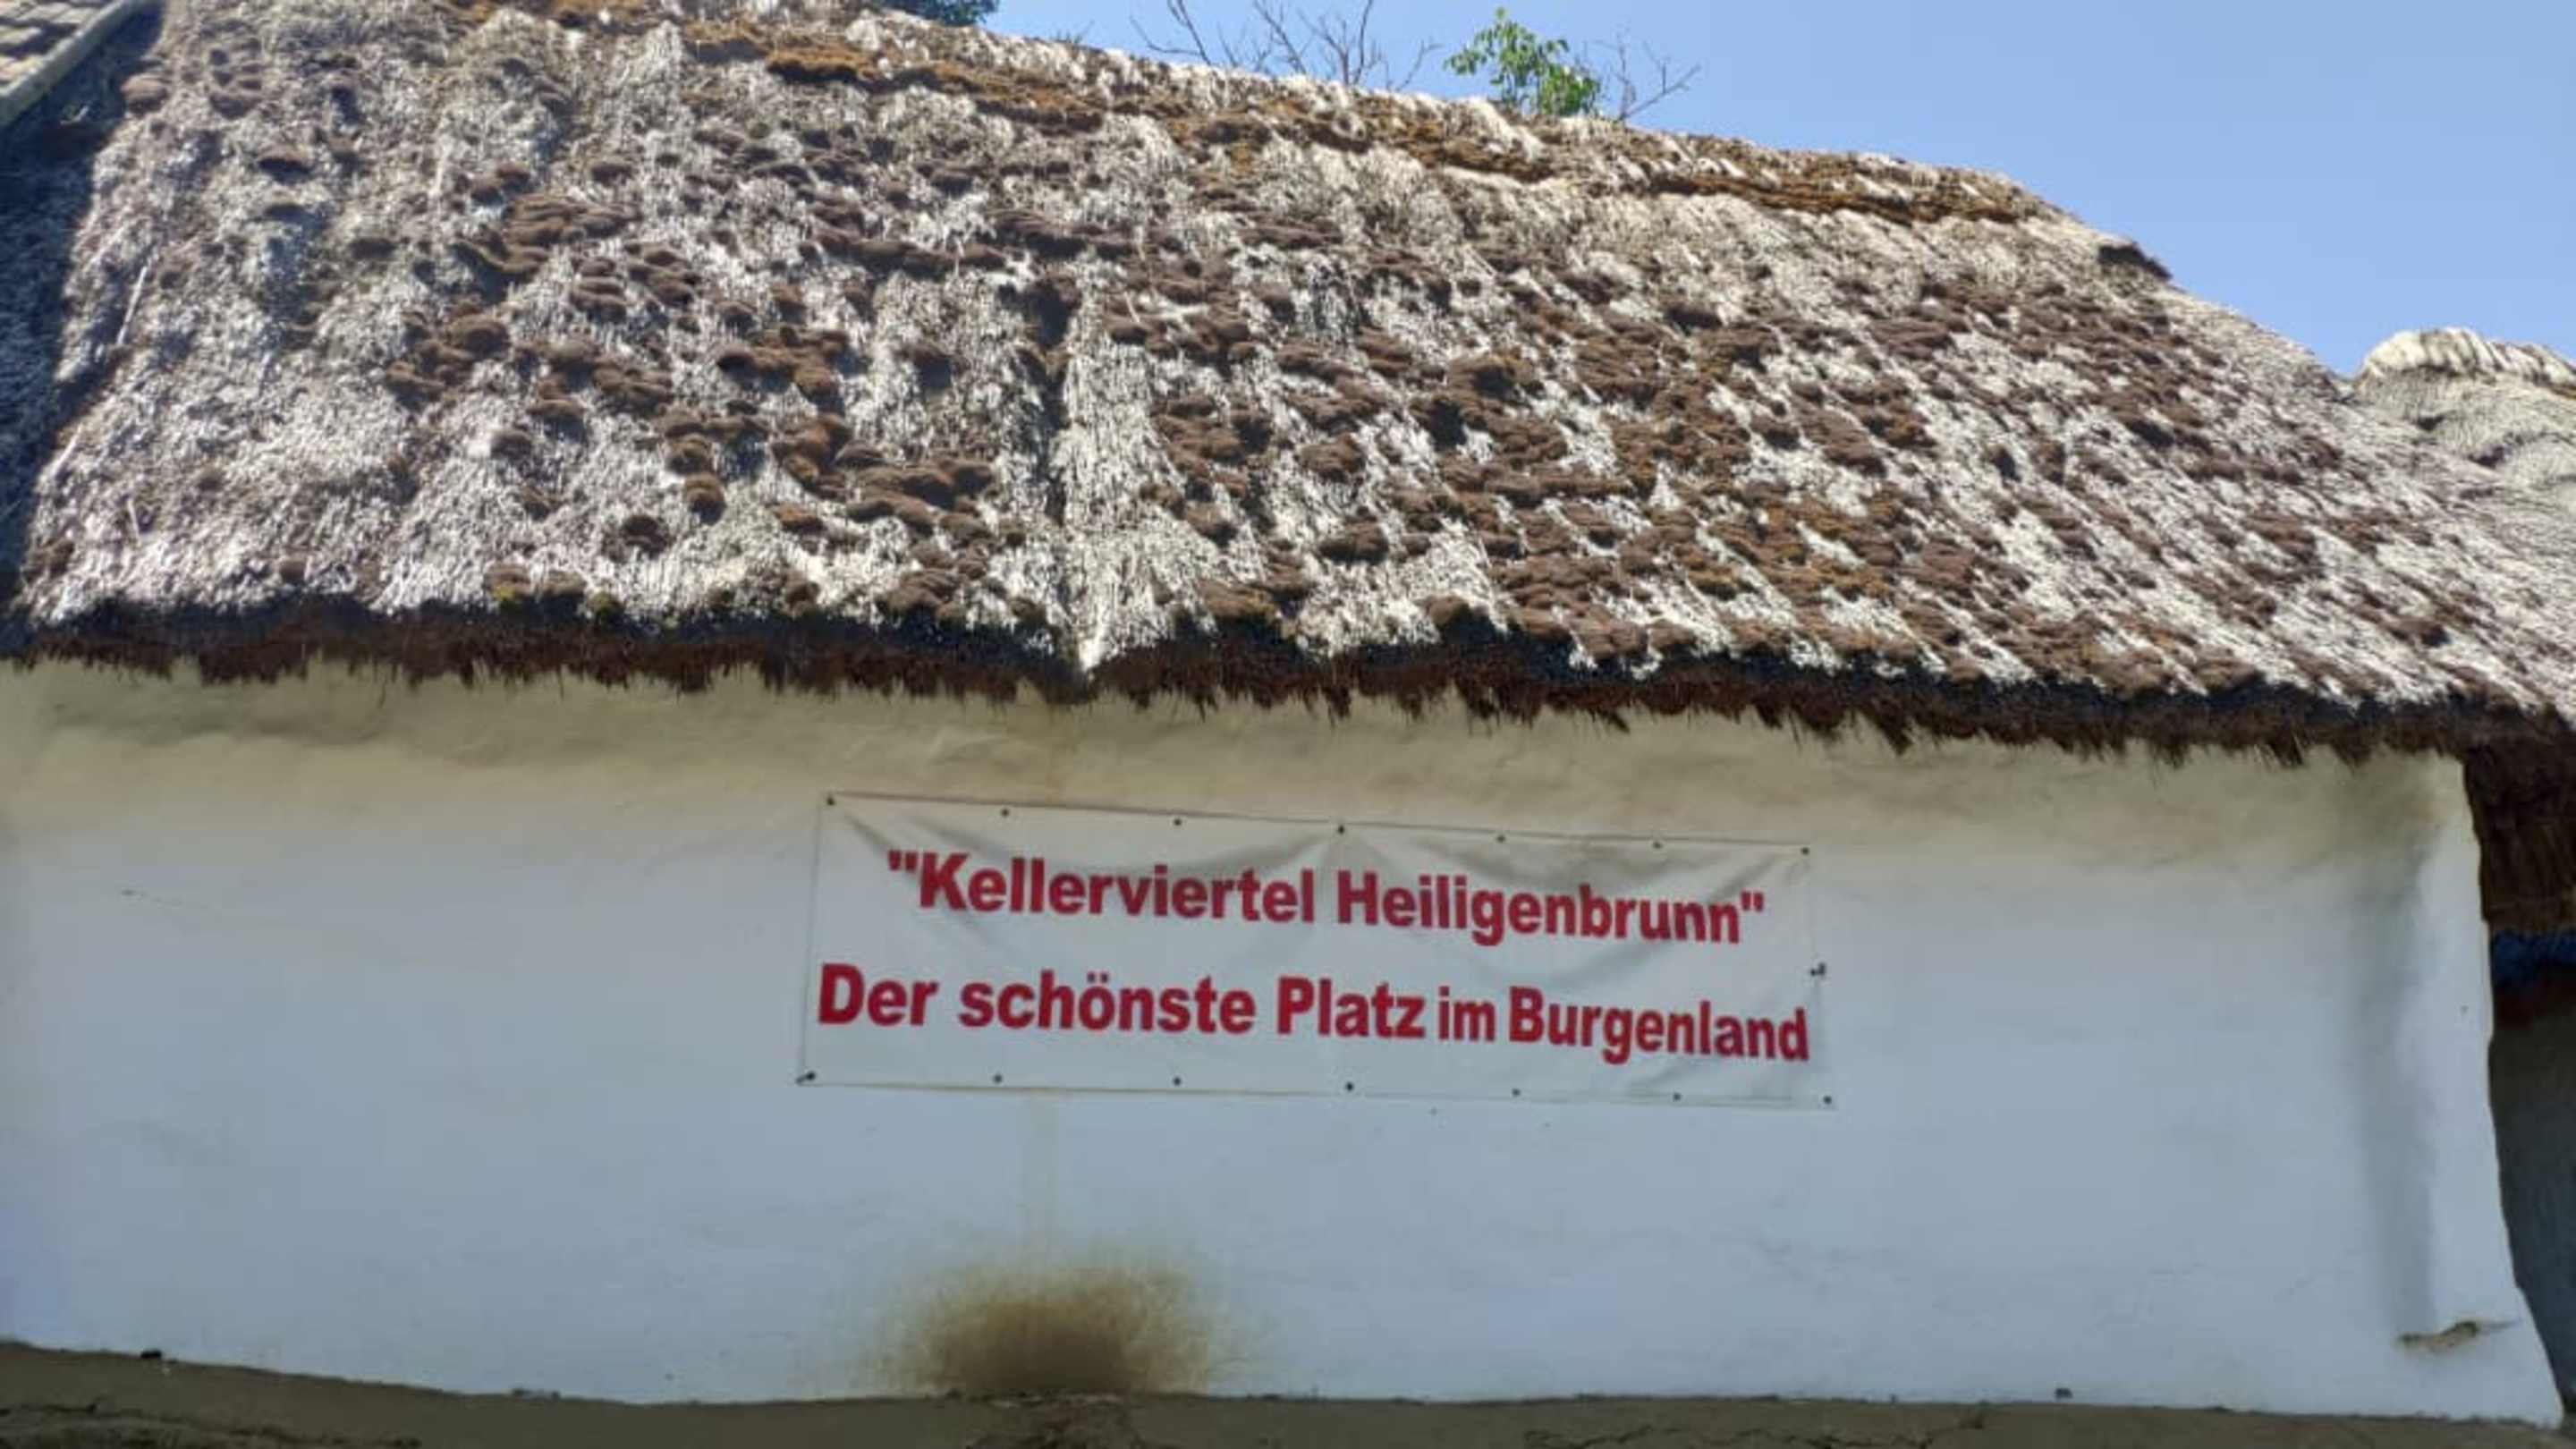 "Kellerviertel Heiligenbrunn"
Der schönste Platz im Burgenland